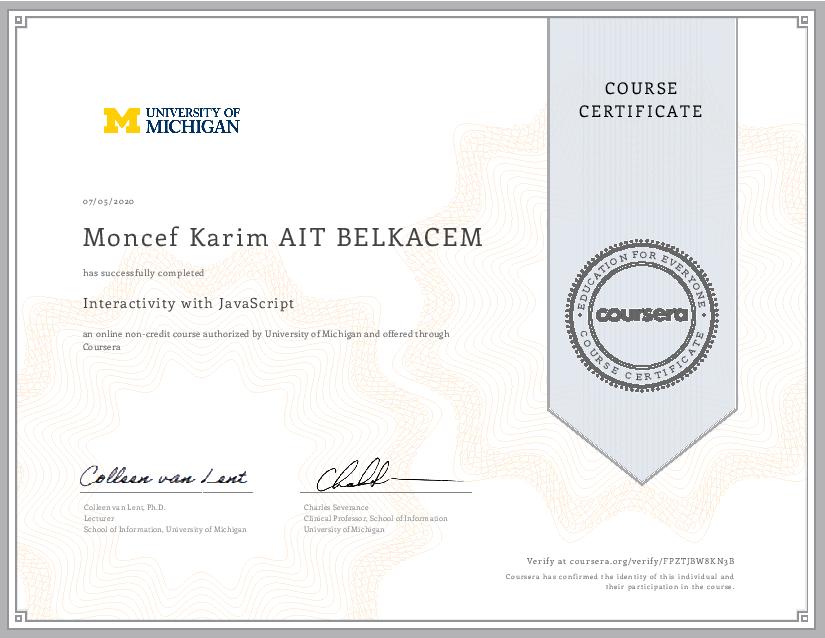 COURSE
CERTIFICATE
UNIVERSITY OF
MICHIGAN
07/05/2020
Moncef Karim AIT BELKACEM
has successfully completed
Interactivity with JavaScript
an online non-credit course authorized by University of Michigan and offered through
Coursera
EDUCATION FOR EVERYONE
coursera
COURSE CERTIFICATE
Colleen van Lent
Colleen van Lent, Ph.D.
Lecturer
School of Information, University of Michigan
Charles Severance
Clinical Professor, School of Information
University of Michigan
Verify at coursera.org/verify/FPZTJBW8KN3B
Coursera has confirmed the identity of this individual and
their participation in the course.